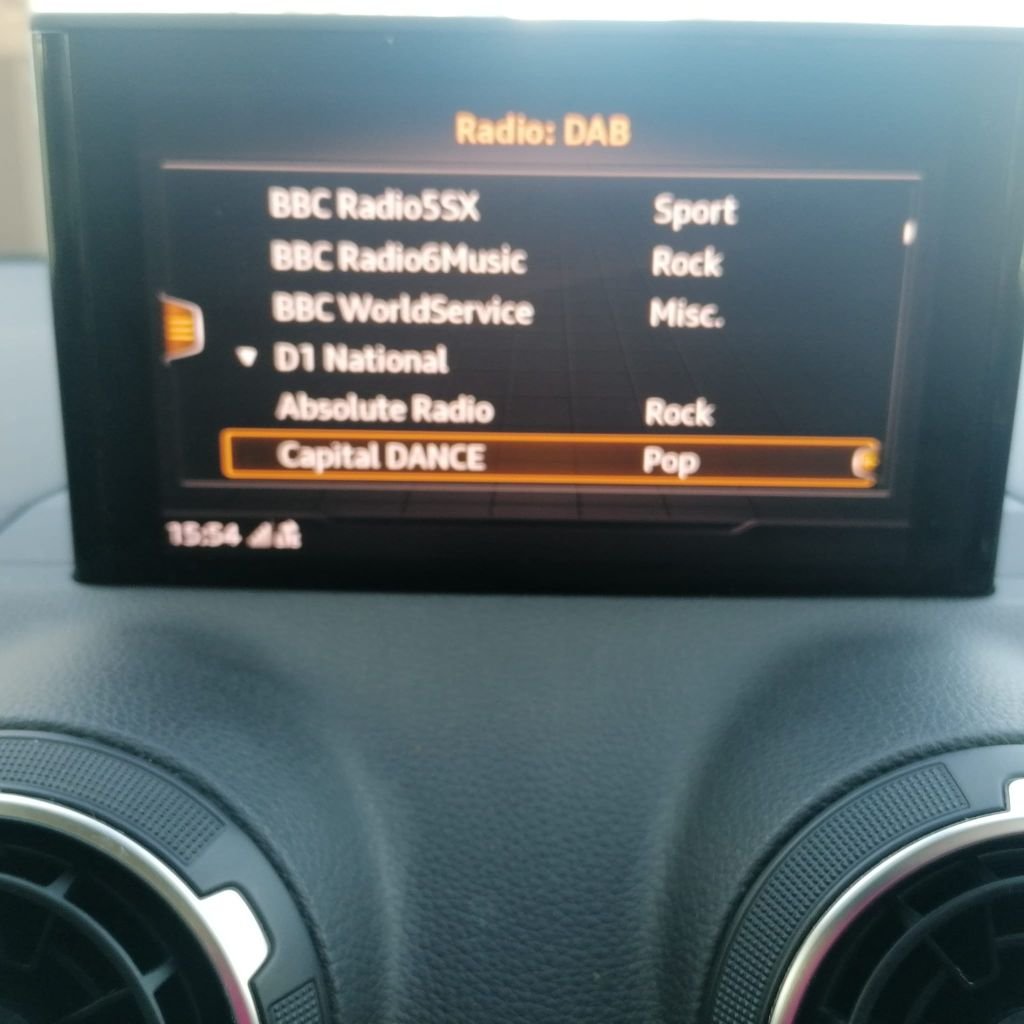 Radio: DAB
BBC Radio5SX Sport
BBC Radio6Music Rock
BBC WorldService Misc.
D1 National
Absolute Radio Rock
Capital DANCE Pop
15:54